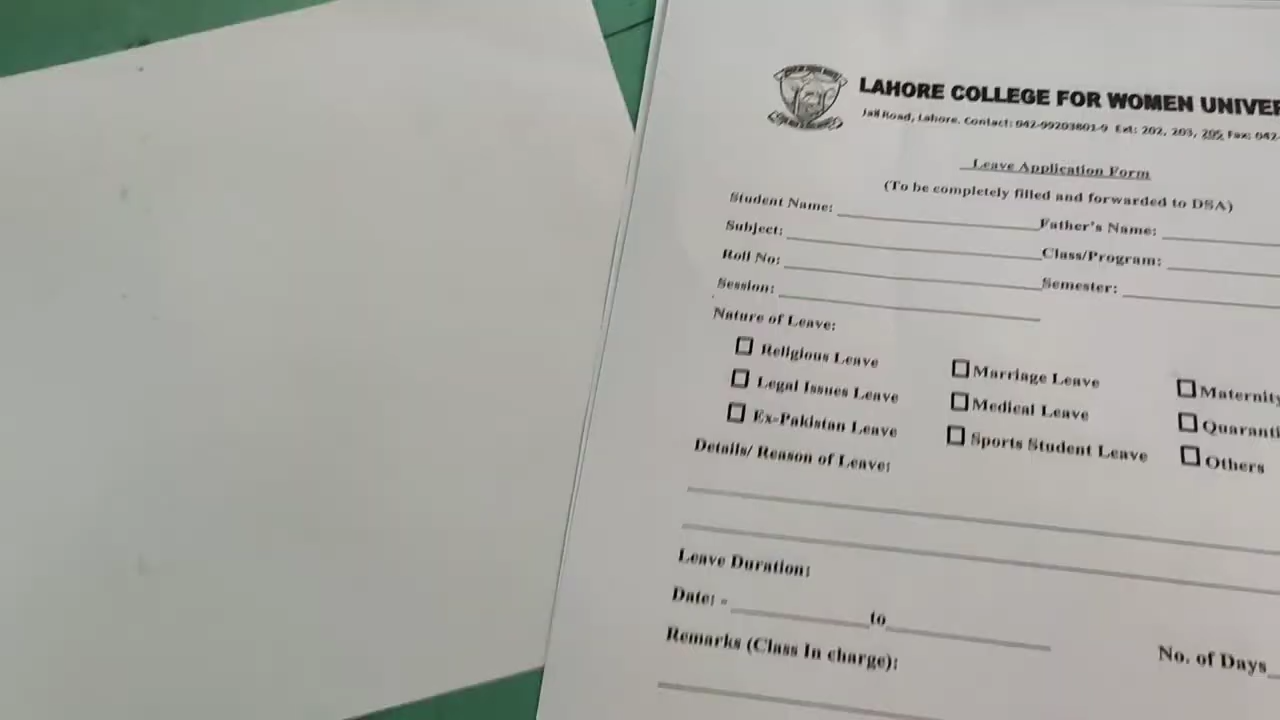 LAHORE COLLEGE FOR WOMEN
Jail Road, Lahore. Contact: 042-99203801-9 Ext: 202, 203, 205 Fax: 042-
Leave Application Form
(To be completely filled and forwarded to DSA)
Student Name: Father's Name:
Subject: Class/Program:
Roll No: Semester:
Session:
Nature of Leave:
Religious Leave Marriage Leave Maternity
Legal Issues Leave Medical Leave
Ex-Pakistan Leave Sports Student Leave Others
Details/ Reason of Leave:
Leave Duration:
Date: - to No. of Days
Remarks (Class In charge):